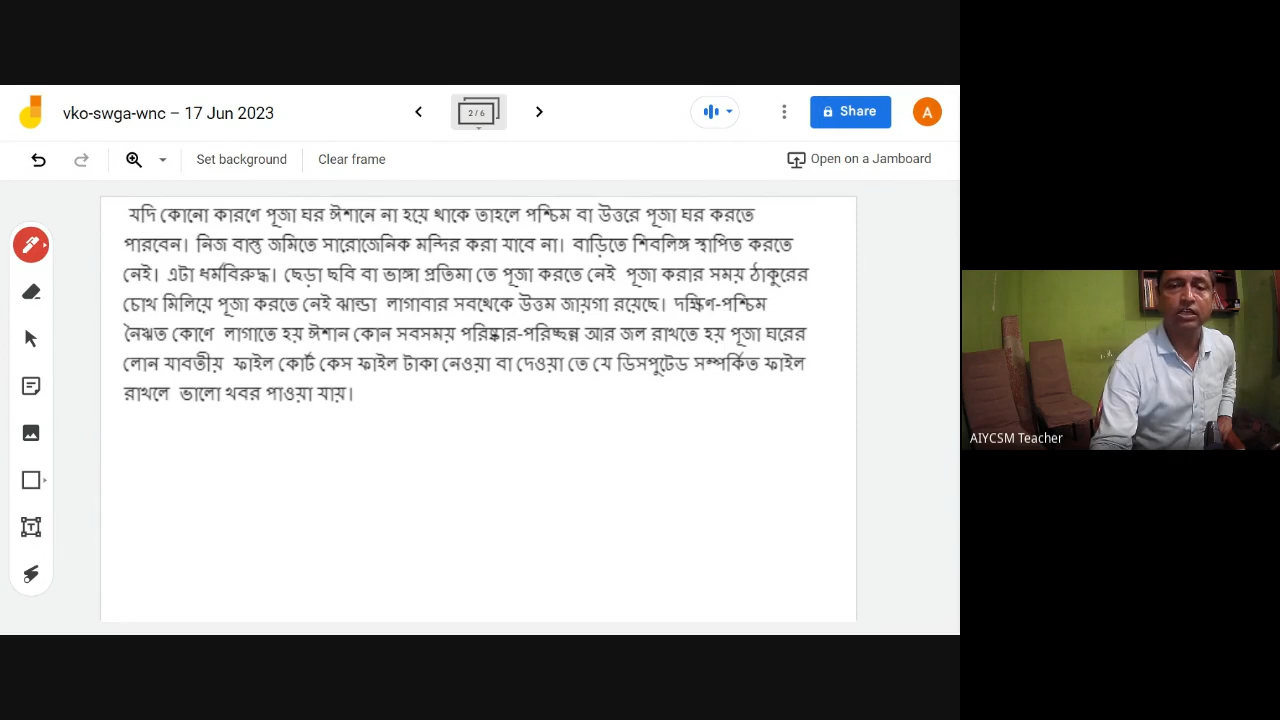 vko-swga-wnc – 17 Jun 2023
2 / 6
Share
A
Set background
Clear frame
Open on a Jamboard
যদি কোনো কারণে পূজা ঘর ঈশানে না হয়ে থাকে তাহলে পশ্চিম বা উত্তরে পূজা ঘর করতে
পারবেন। নিজ বাস্তু জমিতে সারোজেনিক মন্দির করা যাবে না। বাড়িতে শিবলিঙ্গ স্থাপিত করতে
নেই। এটা ধর্মবিরুদ্ধ। ছেড়া ছবি বা ভাঙ্গা প্রতিমা তে পূজা করতে নেই পূজা করার সময় ঠাকুরের
চোখ মিলিয়ে পূজা করতে নেই ঝান্ডা লাগাবার সবথেকে উত্তম জায়গা রয়েছে। দক্ষিণ-পশ্চিম
নৈঋত কোণে লাগাতে হয় ঈশান কোন সবসময় পরিষ্কার-পরিচ্ছন্ন আর জল রাখতে হয় পূজা ঘরের
লোন যাবতীয় ফাইল কোর্ট কেস ফাইল টাকা নেওয়া বা দেওয়া তে যে ডিসপুটেড সম্পর্কিত ফাইল
রাখলে ভালো খবর পাওয়া যায়।
AIYCSM Teacher